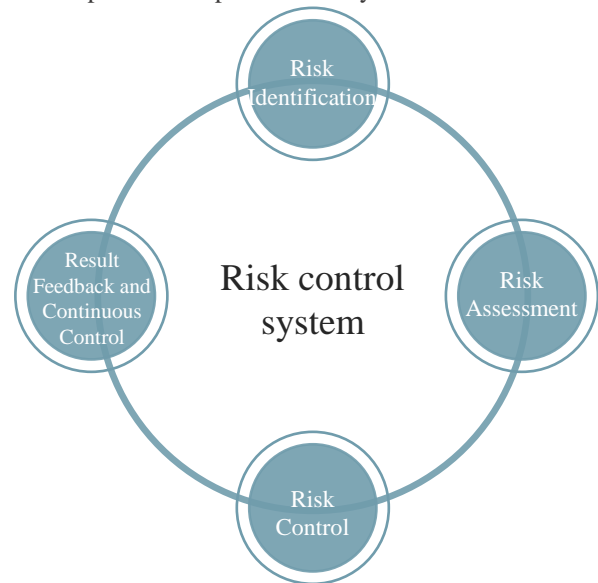 Risk
Identification
Result
Feedback and
Continuous
Control
Risk control
system
Risk
Assessment
Risk
Control